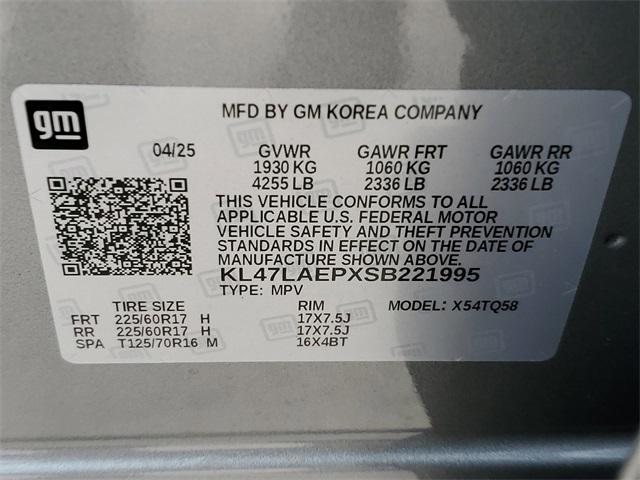 gm
MFD BY GM KOREA COMPANY
04/25 GVWR GAWR FRT GAWR RR
1930 KG 1060 KG 1060 KG
4255 LB 2336 LB 2336 LB
THIS VEHICLE CONFORMS TO ALL
APPLICABLE U.S. FEDERAL MOTOR
VEHICLE SAFETY AND THEFT PREVENTION
STANDARDS IN EFFECT ON THE DATE OF
MANUFACTURE SHOWN ABOVE.
KL47LAEPXSB221995
TYPE: MPV
TIRE SIZE RIM MODEL: X54TQ58
FRT 225/60R17 H 17X7.5J
RR 225/60R17 H 17X7.5J
SPA T125/70R16 M 16X4BT